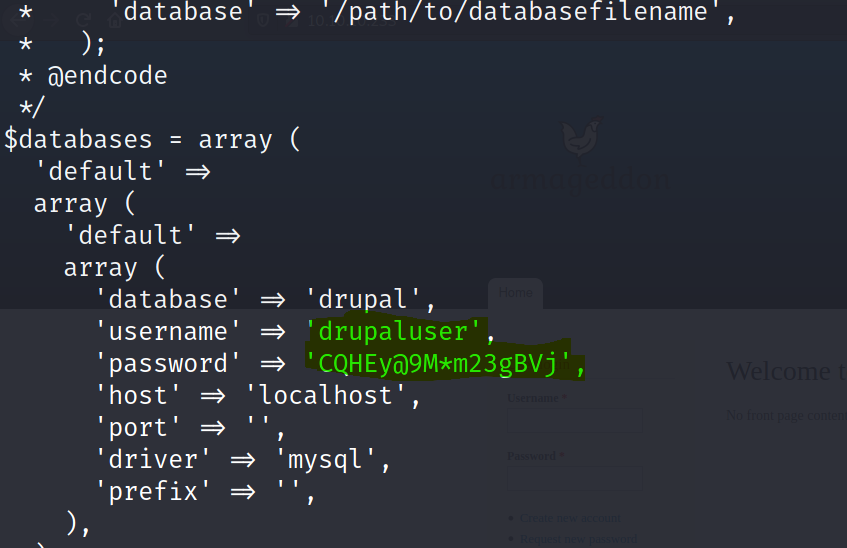 *     'database' => '/path/to/databasefilename',
*   );
* @endcode
*/
$databases = array (
'default' =>
array (
'default' =>
array (
'database' => 'drupal',
'username' => 'drupaluser',
'password' => 'CQHEy@9M*m23gBVj',
'host' => 'localhost',
'port' => '',
'driver' => 'mysql',
'prefix' => '',
),
armageddon
Home
Welcome t
No front page conten
Username *
Password *
Create new account
Request new password